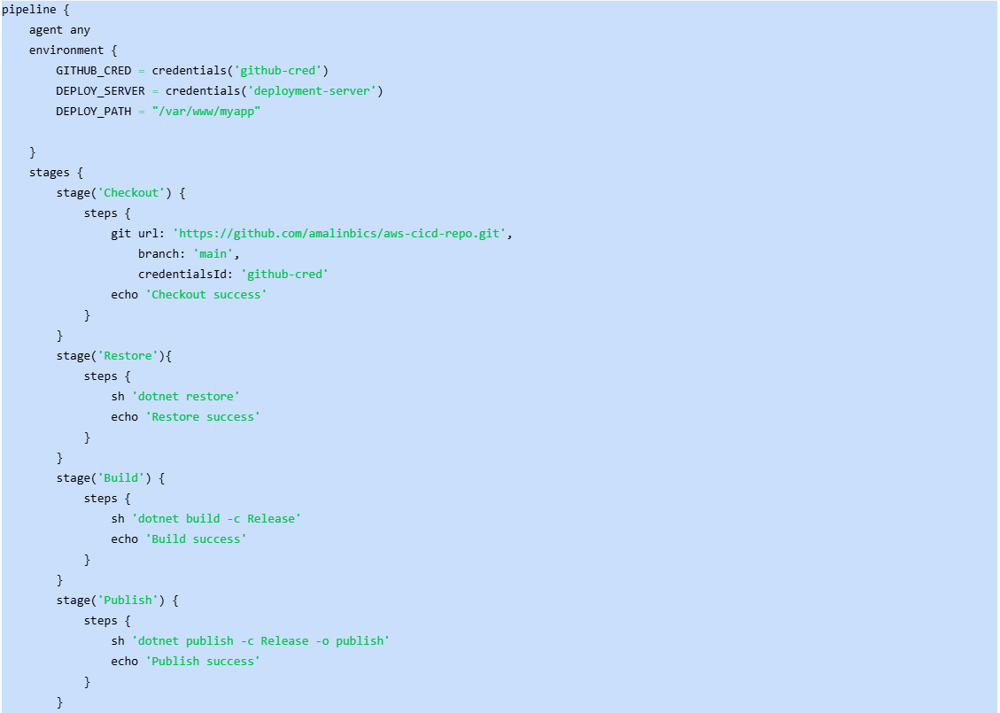 pipeline {
    agent any
    environment {
        GITHUB_CRED = credentials('github-cred')
        DEPLOY_SERVER = credentials('deployment-server')
        DEPLOY_PATH = "/var/www/myapp"

    }
    stages {
        stage('Checkout') {
            steps {
                git url: 'https://github.com/amalinbics/aws-cicd-repo.git',
                    branch: 'main',
                    credentialsId: 'github-cred'
                echo 'Checkout success'
            }
        }
        stage('Restore'){
            steps {
                sh 'dotnet restore'
                echo 'Restore success'
            }
        }
        stage('Build') {
            steps {
                sh 'dotnet build -c Release'
                echo 'Build success'
            }
        }
        stage('Publish') {
            steps {
                sh 'dotnet publish -c Release -o publish'
                echo 'Publish success'
            }
        }